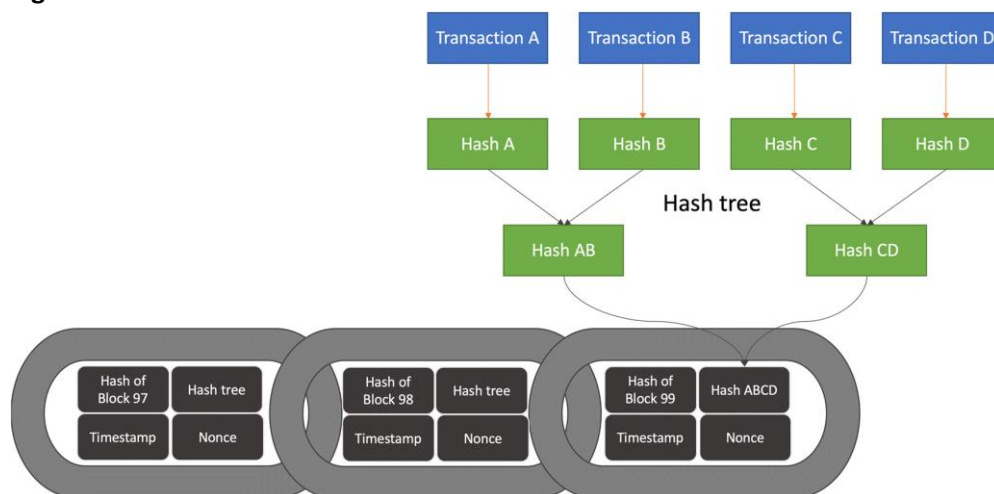 Transaction A
Transaction B
Transaction C
Transaction D
Hash A
Hash B
Hash C
Hash D
Hash tree
Hash AB
Hash CD
Hash of
Block 97
Hash tree
Timestamp
Nonce
Hash of
Block 98
Hash tree
Timestamp
Nonce
Hash of
Block 99
Hash ABCD
Timestamp
Nonce